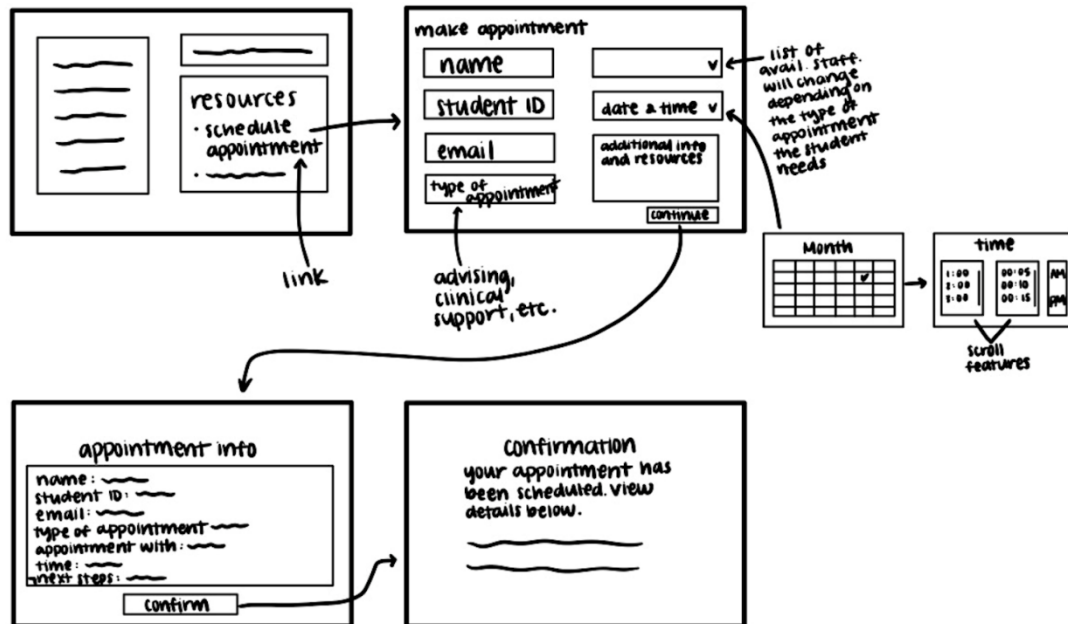 resources
• schedule
appointment
•
link
make appointment
name
student ID
email
type of
appointment
date & time
additional info
and resources
continue
list of
avail. staff.
will change
depending on
the type of
appointment
the student
needs
advising,
clinical
support, etc.
Month
time
1:00
2:00
3:00
00:05
00:10
00:15
AM
PM
scroll
features
appointment info
name:
student ID:
email:
type of appointment
appointment with:
time:
next steps:
confirm
confirmation
your appointment has
been scheduled. view
details below.